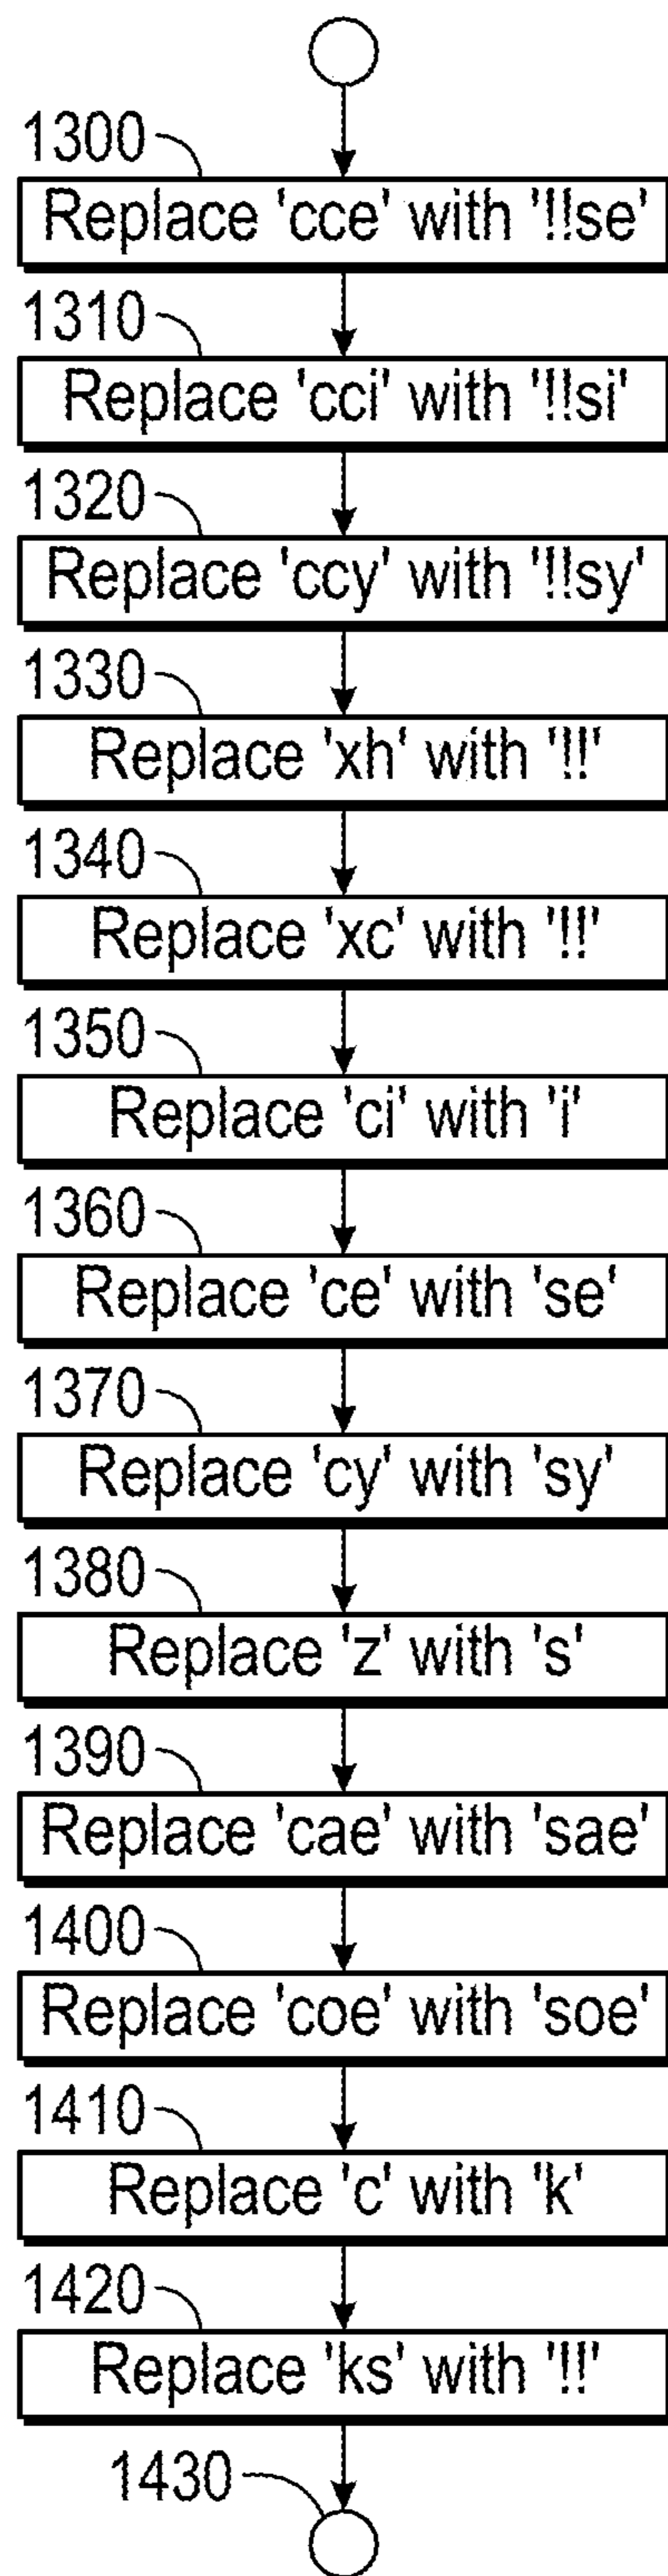 1300
Replace 'cce' with '!!se'
1310
Replace 'cci' with '!!si'
1320
Replace 'ccy' with '!!sy'
1330
Replace 'xh' with '!!'
1340
Replace 'xc' with '!!'
1350
Replace 'ci' with 'i'
1360
Replace 'ce' with 'se'
1370
Replace 'cy' with 'sy'
1380
Replace 'z' with 's'
1390
Replace 'cae' with 'sae'
1400
Replace 'coe' with 'soe'
1410
Replace 'c' with 'k'
1420
Replace 'ks' with '!!'
1430